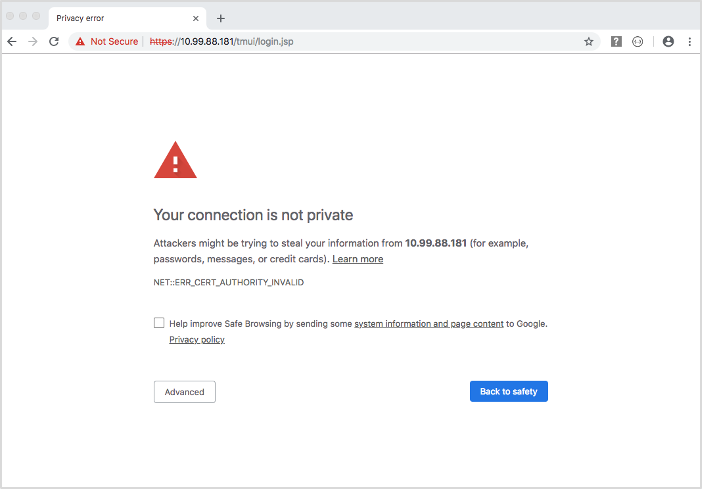 Privacy error
Not Secure https://10.99.88.181/tmui/login.jsp
Your connection is not private
Attackers might be trying to steal your information from 10.99.88.181 (for example,
passwords, messages, or credit cards). Learn more
NET::ERR_CERT_AUTHORITY_INVALID
Help improve Safe Browsing by sending some system information and page content to Google.
Privacy policy
Advanced
Back to safety